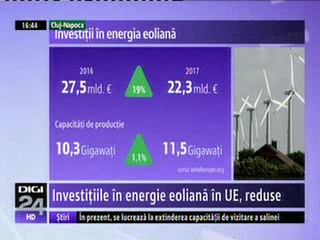 16:44 Cluj-Napoca
Investiții în energia eoliană
2016 2017
27,5 mld. € 19% 22,3 mld. €
Capacități de producție
10,3 Gigawați 1,1% 11,5 Gigawați
sursa windeurope.org
DIGI 24 HD
Investițiile în energie eoliană în UE, reduse
Știri În prezent, se lucrează la extinderea capacității de vizitare a salinei